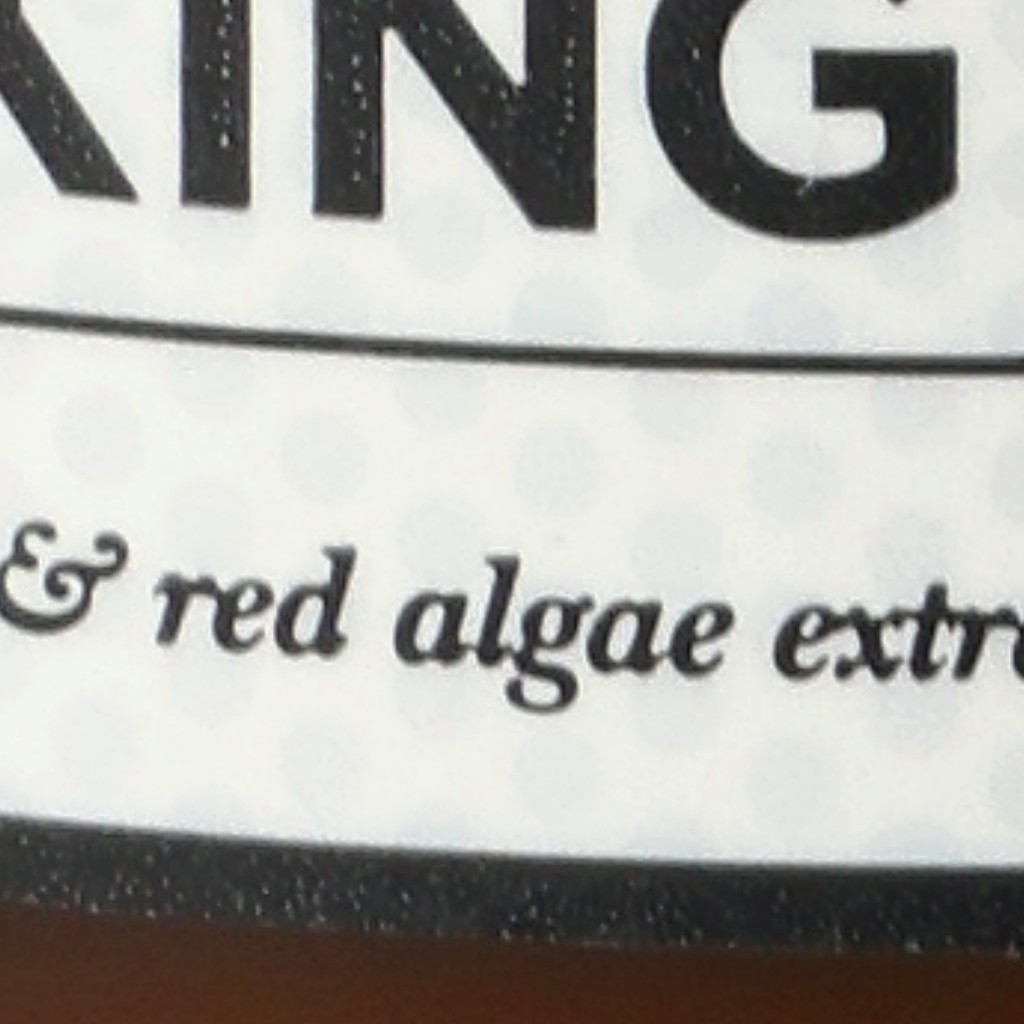 KING
& red algae extr